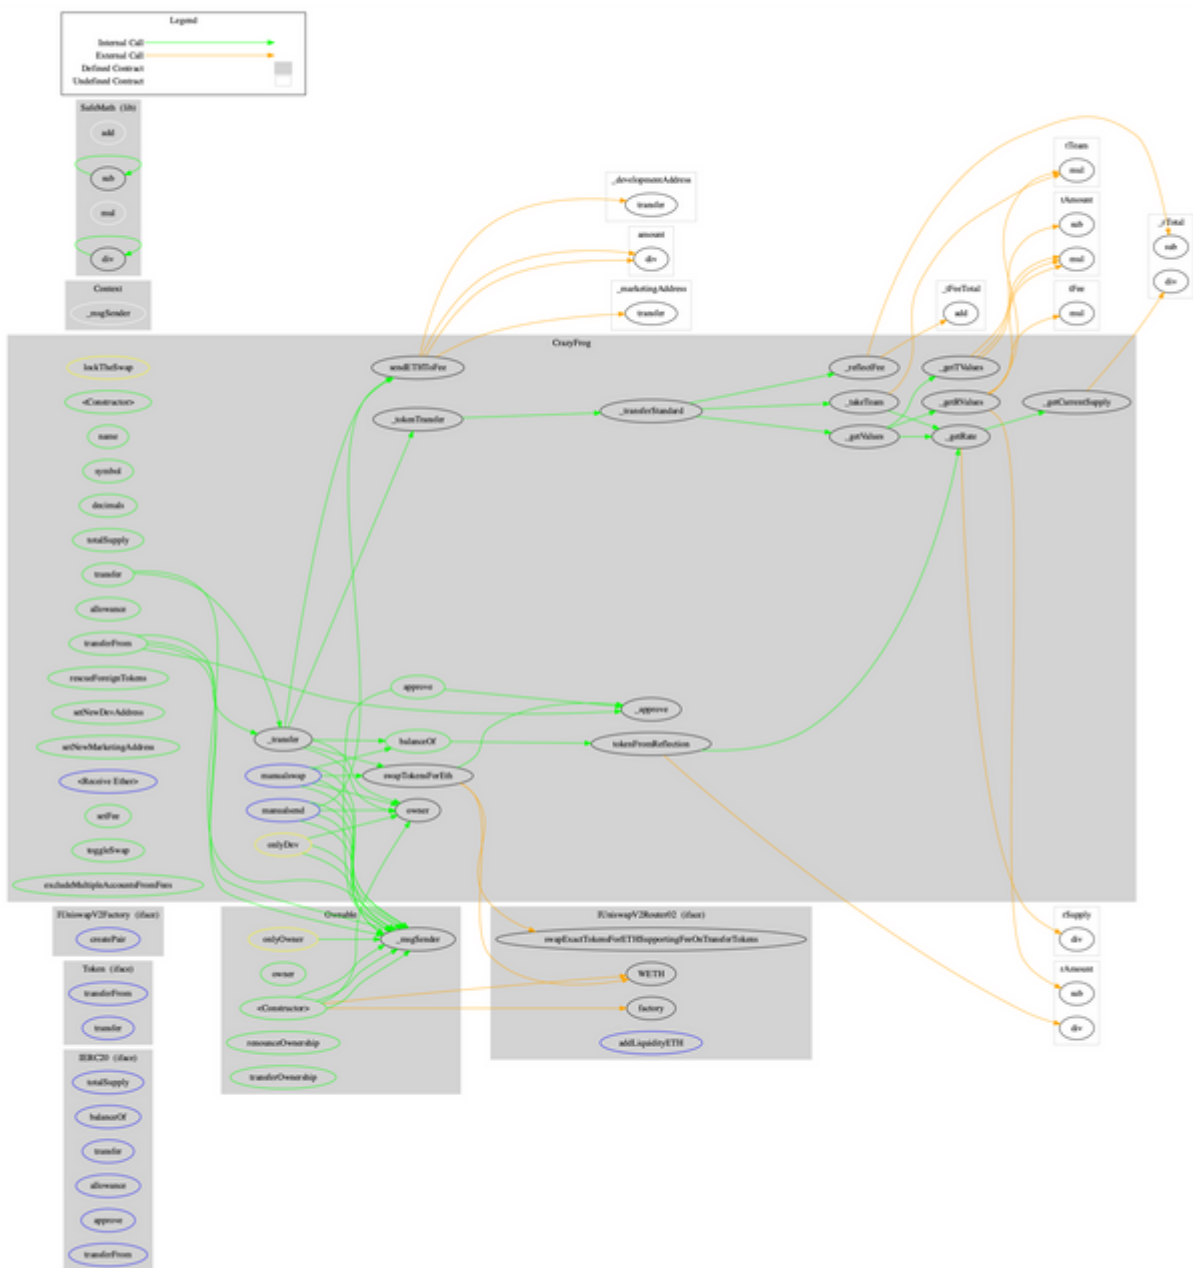 Legend
Internal Call
External Call
Defined Contract
Undefined Contract
SafeMath (lib)
add
sub
mul
div
Context
_msgSender
_developmentAddress
transfer
amount
div
_marketingAddress
transfer
_tFeeTotal
add
tTeam
mul
tAmount
sub
mul
tFee
mul
_rTotal
sub
div
CrazyFrog
lockTheSwap
<Constructor>
name
symbol
decimals
totalSupply
transfer
allowance
transferFrom
rescueForeignTokens
setNewDevAddress
setNewMarketingAddress
<Receive Ether>
setFee
toggleSwap
excludeMultipleAccountsFromFees
sendETHToFee
_tokenTransfer
_transferStandard
_reflectFee
_takeTeam
_getValues
_getTValues
_getRValues
_getRate
_getCurrentSupply
approve
_approve
_transfer
balanceOf
tokenFromReflection
manualswap
swapTokensForEth
manualsend
owner
onlyDev
IUniswapV2Factory (iface)
createPair
Token (iface)
transferFrom
transfer
IERC20 (iface)
totalSupply
balanceOf
transfer
allowance
approve
transferFrom
Ownable
onlyOwner
_msgSender
owner
<Constructor>
renounceOwnership
transferOwnership
IUniswapV2Router02 (iface)
swapExactTokensForETHSupportingFeeOnTransferTokens
WETH
factory
addLiquidityETH
rSupply
div
rAmount
sub
div